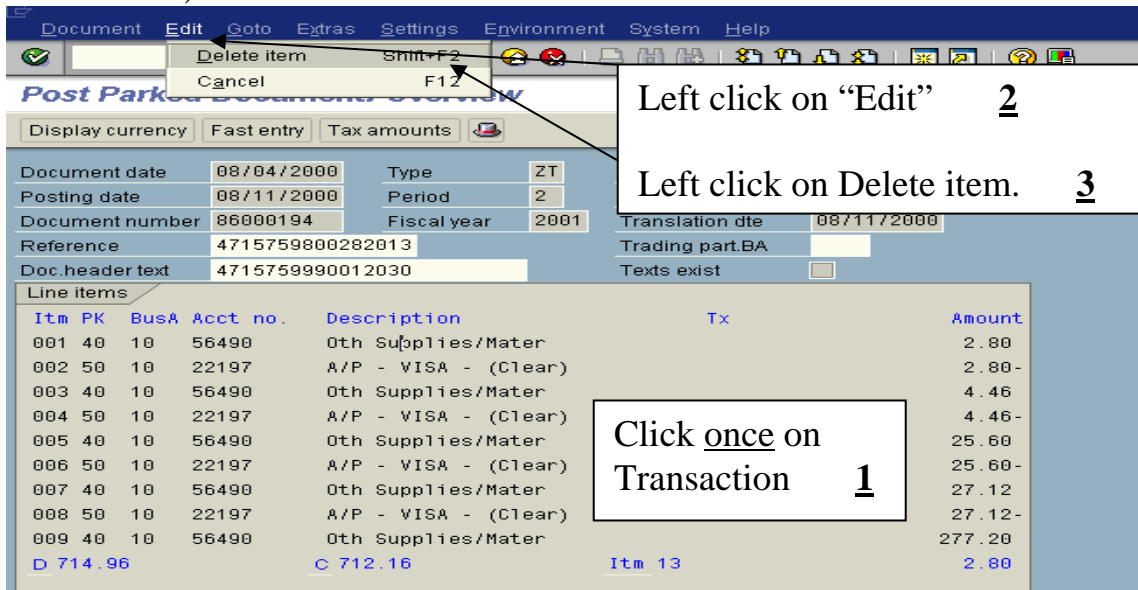 Document Edit Goto Extras Settings Environment System Help
Delete item Shift+F2
Cancel F12
Left click on “Edit” 2
Left click on Delete item. 3
Post Parked Document: Overview
Display currency Fast entry Tax amounts
Document date 08/04/2000 Type ZT
Posting date 08/11/2000 Period 2
Document number 86000194 Fiscal year 2001 Translation dte 08/11/2000
Reference 4715759800282013 Trading part.BA
Doc.header text 4715759990012030 Texts exist
Line items
Itm PK BusA Acct no. Description Tx Amount
001 40 10 56490 Oth Supplies/Mater 2.80
002 50 10 22197 A/P - VISA - (Clear) 2.80-
003 40 10 56490 Oth Supplies/Mater 4.46
004 50 10 22197 A/P - VISA - (Clear) 4.46-
005 40 10 56490 Oth Supplies/Mater 25.60
006 50 10 22197 A/P - VISA - (Clear) 25.60-
007 40 10 56490 Oth Supplies/Mater 27.12
008 50 10 22197 A/P - VISA - (Clear) 27.12-
009 40 10 56490 Oth Supplies/Mater 277.20
D 714.96 C 712.16 Itm 13 2.80
Click once on
Transaction 1